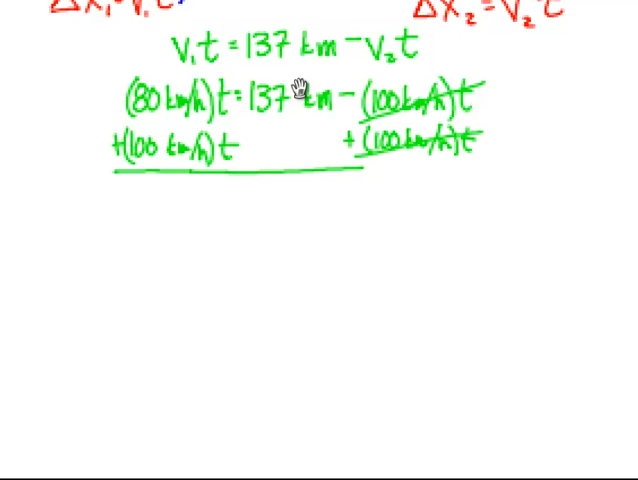 Δx₁=v₁t Δx₂=v₂t
v₁t=137 km-v₂t
(80 km/h)t=137 km-(100 km/h)t
+(100 km/h)t +(100 km/h)t